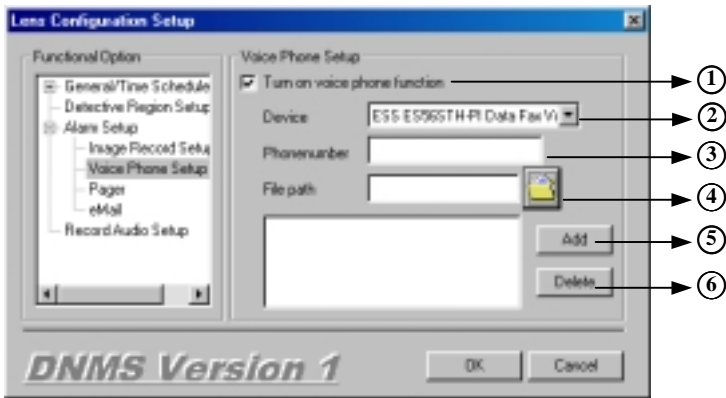 Lens Configuration Setup
Functional Option
General/Time Schedule
Detective Region Setup
Alarm Setup
Image Record Setu
Voice Phone Setup
Pager
eMail
Record Audio Setup
Voice Phone Setup
Turn on voice phone function
1
Device
ESS ES56STH-PI Data Fax Vi
2
Phonenumber
3
File path
4
Add
5
Delete
6
DNMS Version 1
OK
Cancel